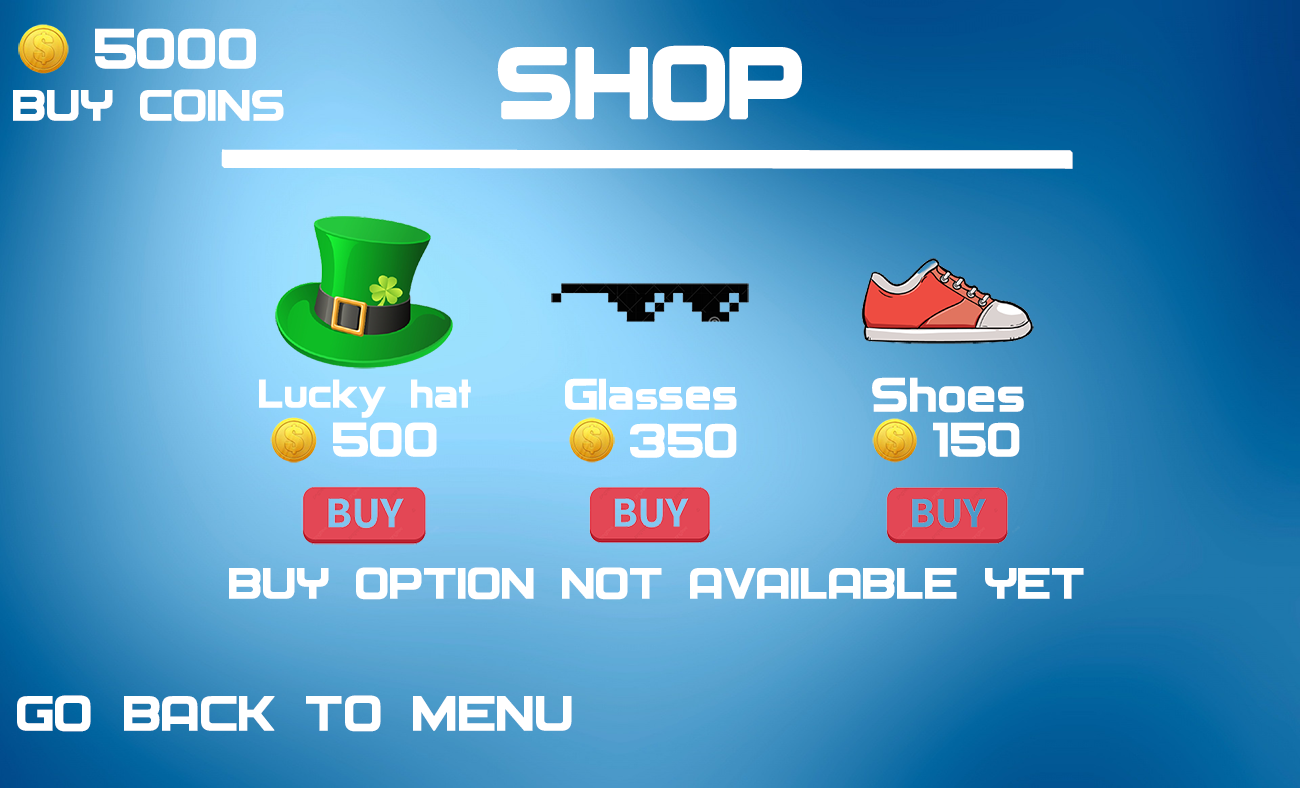 5000
BUY COINS
SHOP
Lucky hat
500
BUY
Glasses
350
BUY
Shoes
150
BUY
BUY OPTION NOT AVAILABLE YET
GO BACK TO MENU